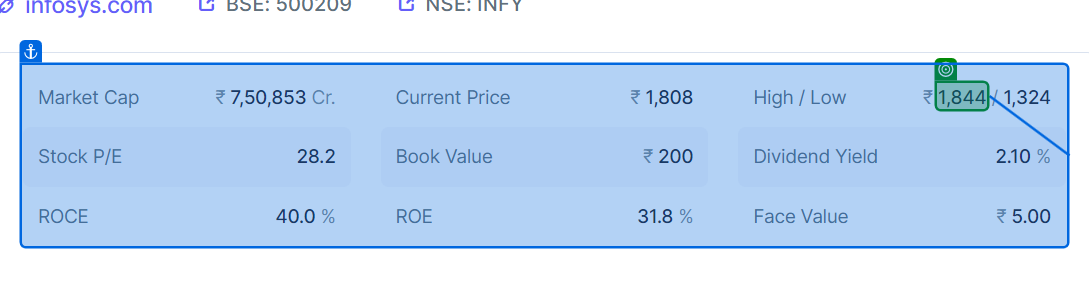 infosys.com BSE: 500209 NSE: INFY
Market Cap ₹ 7,50,853 Cr. Current Price ₹ 1,808 High / Low ₹ 1,844 / 1,324
Stock P/E 28.2 Book Value ₹ 200 Dividend Yield 2.10 %
ROCE 40.0 % ROE 31.8 % Face Value ₹ 5.00